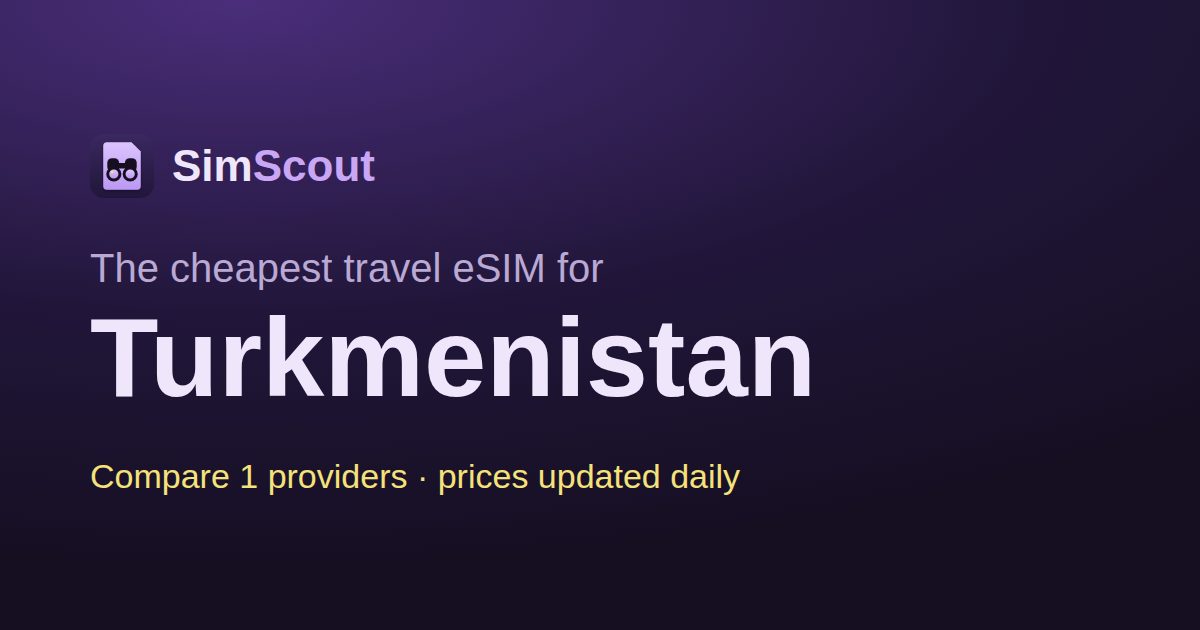 SimScout
The cheapest travel eSIM for
Turkmenistan
Compare 1 providers · prices updated daily